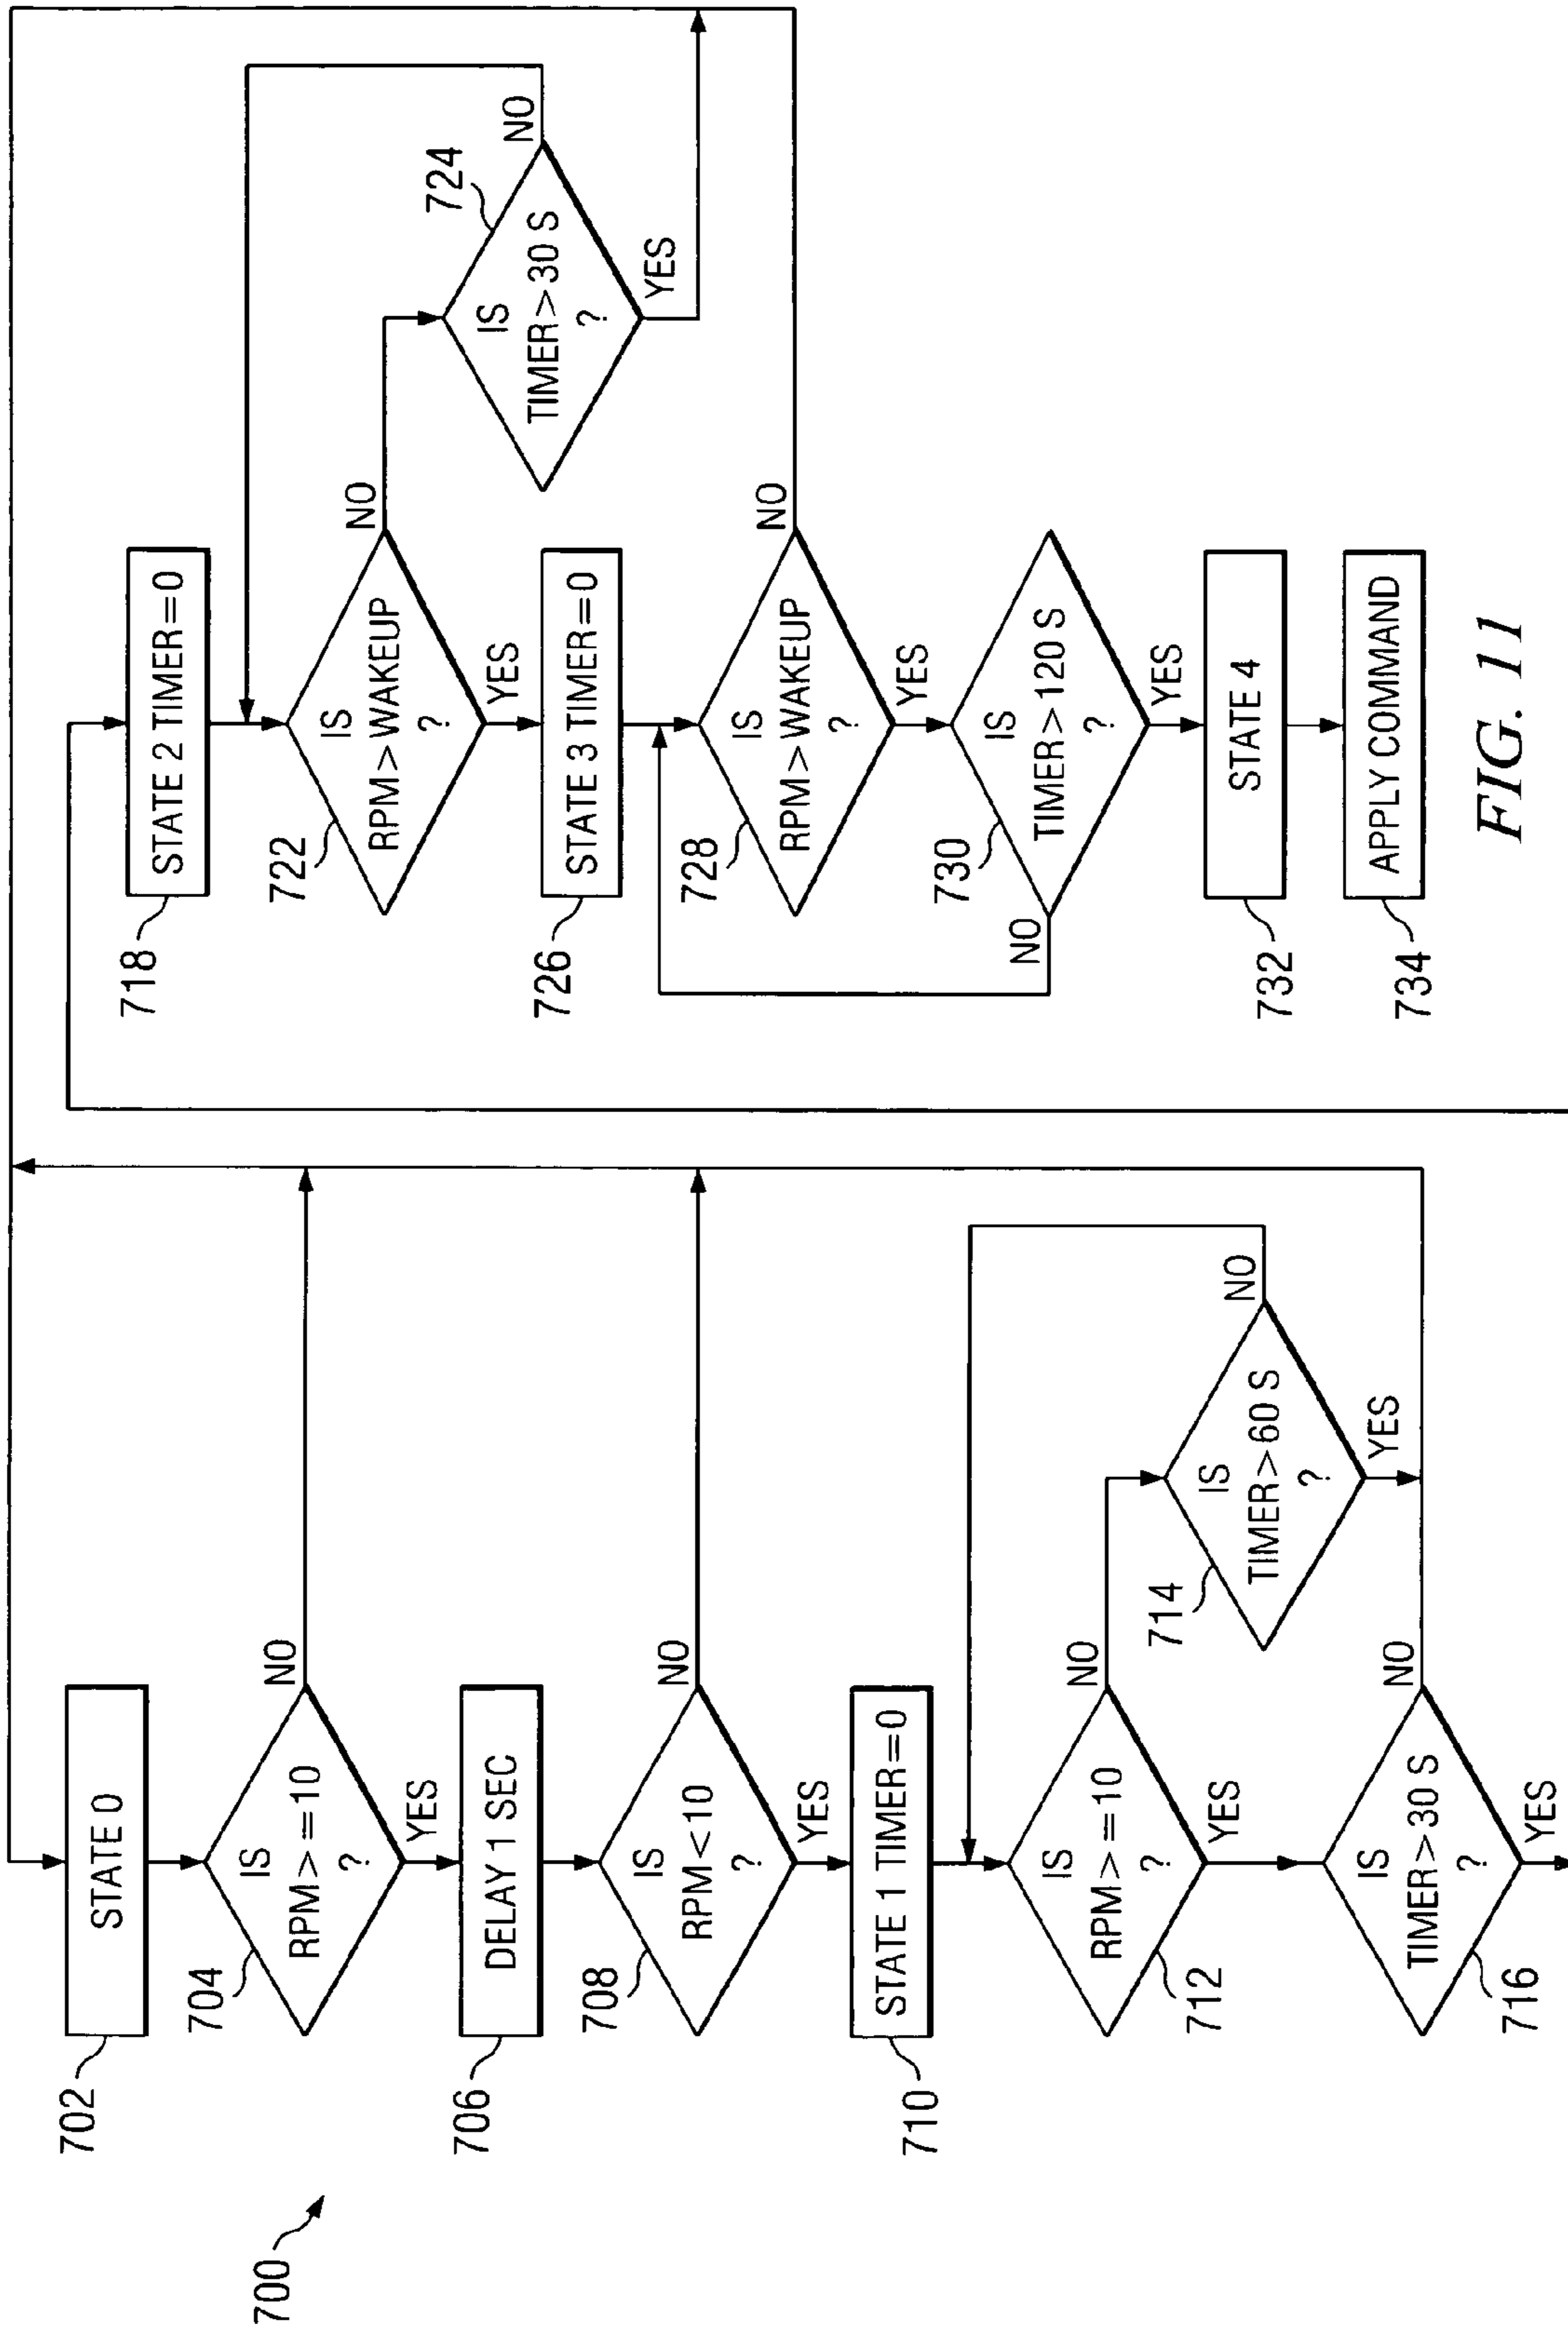 700
702
STATE 0
704
IS
RPM>=10
?
NO
YES
706
DELAY 1 SEC
708
IS
RPM<10
?
NO
YES
710
STATE 1 TIMER=0
712
IS
RPM>=10
?
NO
YES
714
IS
TIMER>60 S
?
NO
YES
716
IS
TIMER>30 S
?
NO
YES
718
STATE 2 TIMER=0
722
IS
RPM>WAKEUP
?
NO
YES
724
IS
TIMER>30 S
?
NO
YES
726
STATE 3 TIMER=0
728
IS
RPM>WAKEUP
?
NO
YES
730
IS
TIMER>120 S
?
NO
YES
732
STATE 4
734
APPLY COMMAND
FIG. 11